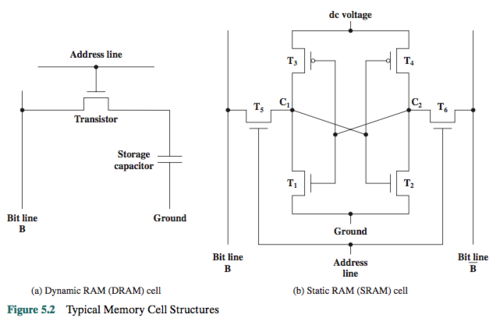 dc voltage
Address line
T3
T4
T5
C1
C2
T6
Transistor
Storage
capacitor
T1
T2
Bit line
B
Ground
Ground
Bit line
B
Address
line
Bit line
B̅
(a) Dynamic RAM (DRAM) cell
(b) Static RAM (SRAM) cell
Figure 5.2 Typical Memory Cell Structures